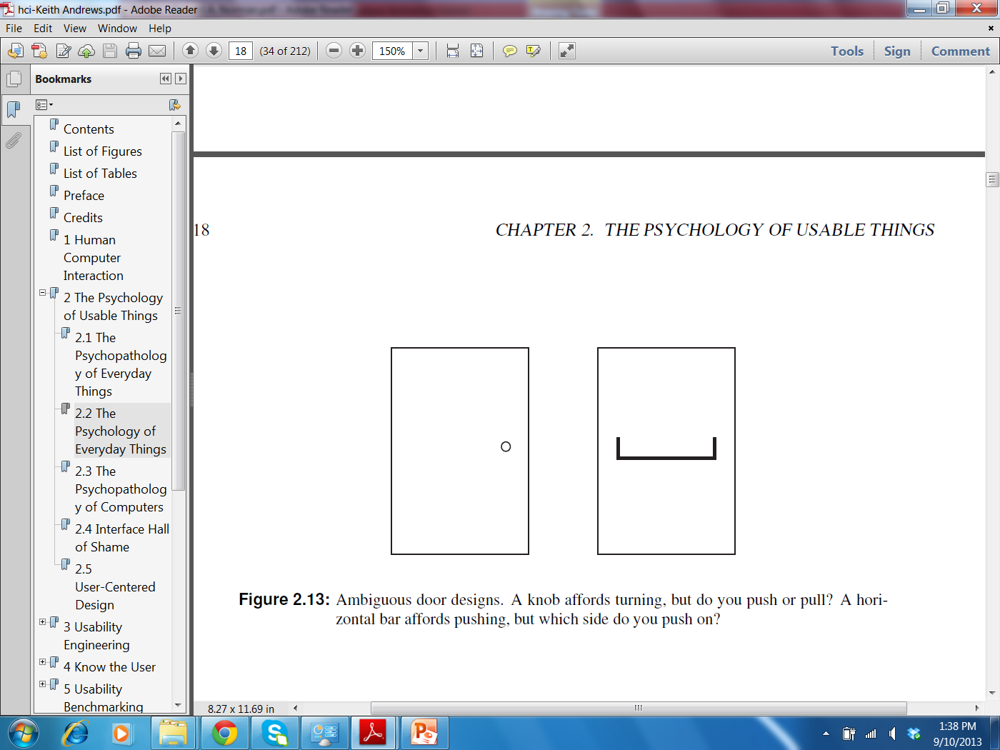 hci-Keith Andrews.pdf - Adobe Reader
File Edit View Window Help
18 (34 of 212) 150% Tools Sign Comment
Bookmarks
Contents
List of Figures
List of Tables
Preface
Credits
1 Human
Computer
Interaction
2 The Psychology
of Usable Things
2.1 The
Psychopatholog
y of Everyday
Things
2.2 The
Psychology of
Everyday Things
2.3 The
Psychopatholog
y of Computers
2.4 Interface Hall
of Shame
2.5
User-Centered
Design
3 Usability
Engineering
4 Know the User
5 Usability
Benchmarking
18 CHAPTER 2. THE PSYCHOLOGY OF USABLE THINGS
Figure 2.13: Ambiguous door designs. A knob affords turning, but do you push or pull? A hori-
zontal bar affords pushing, but which side do you push on?
8.27 x 11.69 in
1:38 PM
9/10/2013